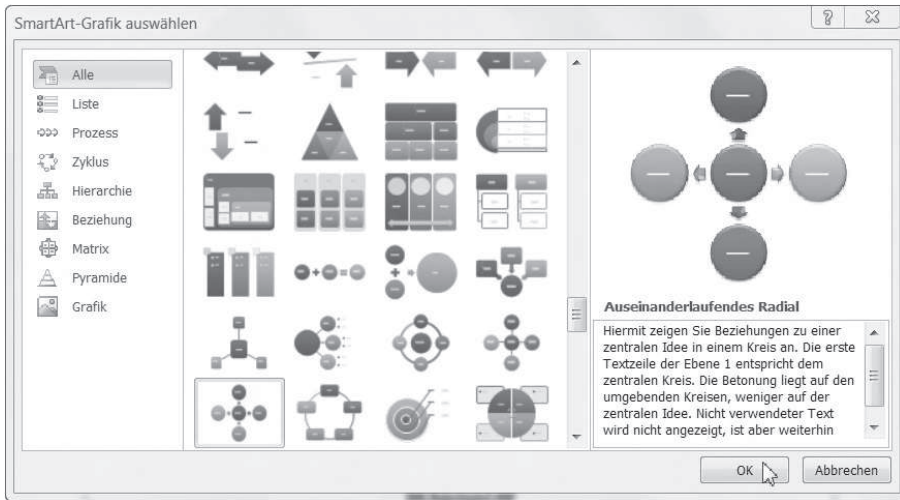 SmartArt-Grafik auswählen
Alle
Liste
Prozess
Zyklus
Hierarchie
Beziehung
Matrix
Pyramide
Grafik
Auseinanderlaufendes Radial
Hiermit zeigen Sie Beziehungen zu einer
zentralen Idee in einem Kreis an. Die erste
Textzeile der Ebene 1 entspricht dem
zentralen Kreis. Die Betonung liegt auf den
umgebenden Kreisen, weniger auf der
zentralen Idee. Nicht verwendeter Text
wird nicht angezeigt, ist aber weiterhin
OK
Abbrechen